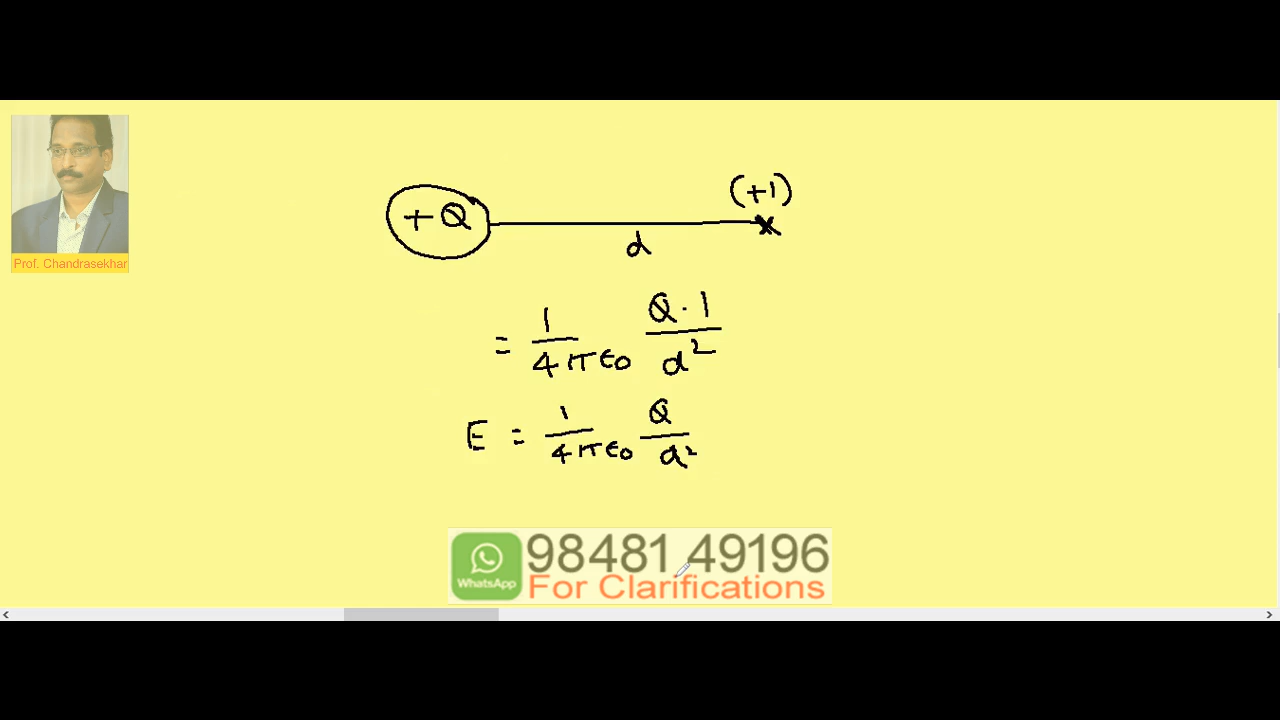 Prof. Chandrasekhar
+Q
(+1)
d
= 1/4πε0 Q·1/d²
E = 1/4πε0 Q/d²
WhatsApp
98481 49196
For Clarifications